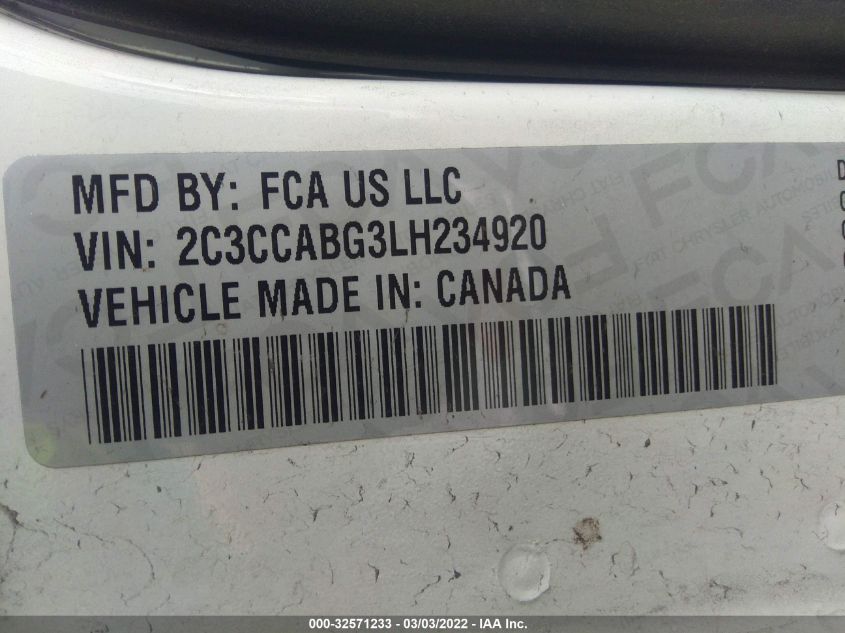 MFD BY: FCA US LLC
VIN: 2C3CCABG3LH234920
VEHICLE MADE IN: CANADA
000-32571233 - 03/03/2022 - IAA Inc.